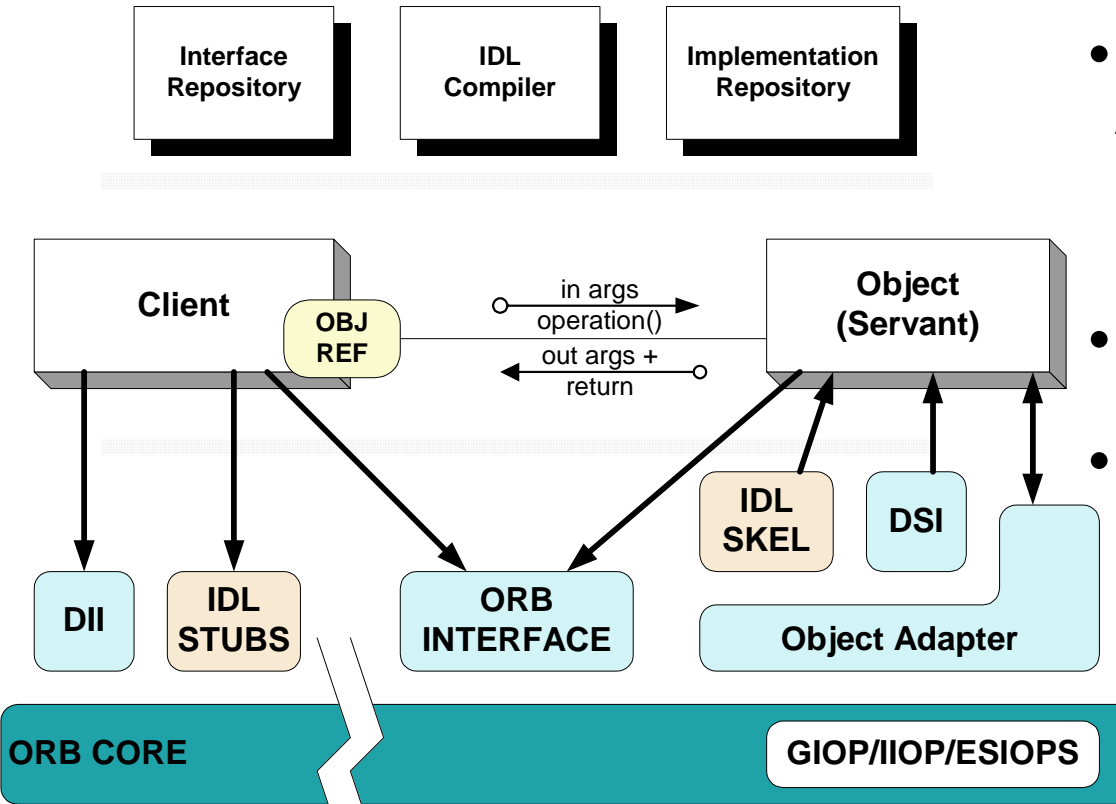 Interface
Repository
IDL
Compiler
Implementation
Repository
Client
OBJ
REF
in args
operation()
out args +
return
Object
(Servant)
DII
IDL
STUBS
ORB
INTERFACE
IDL
SKEL
DSI
Object Adapter
ORB CORE
GIOP/IIOP/ESIOPS